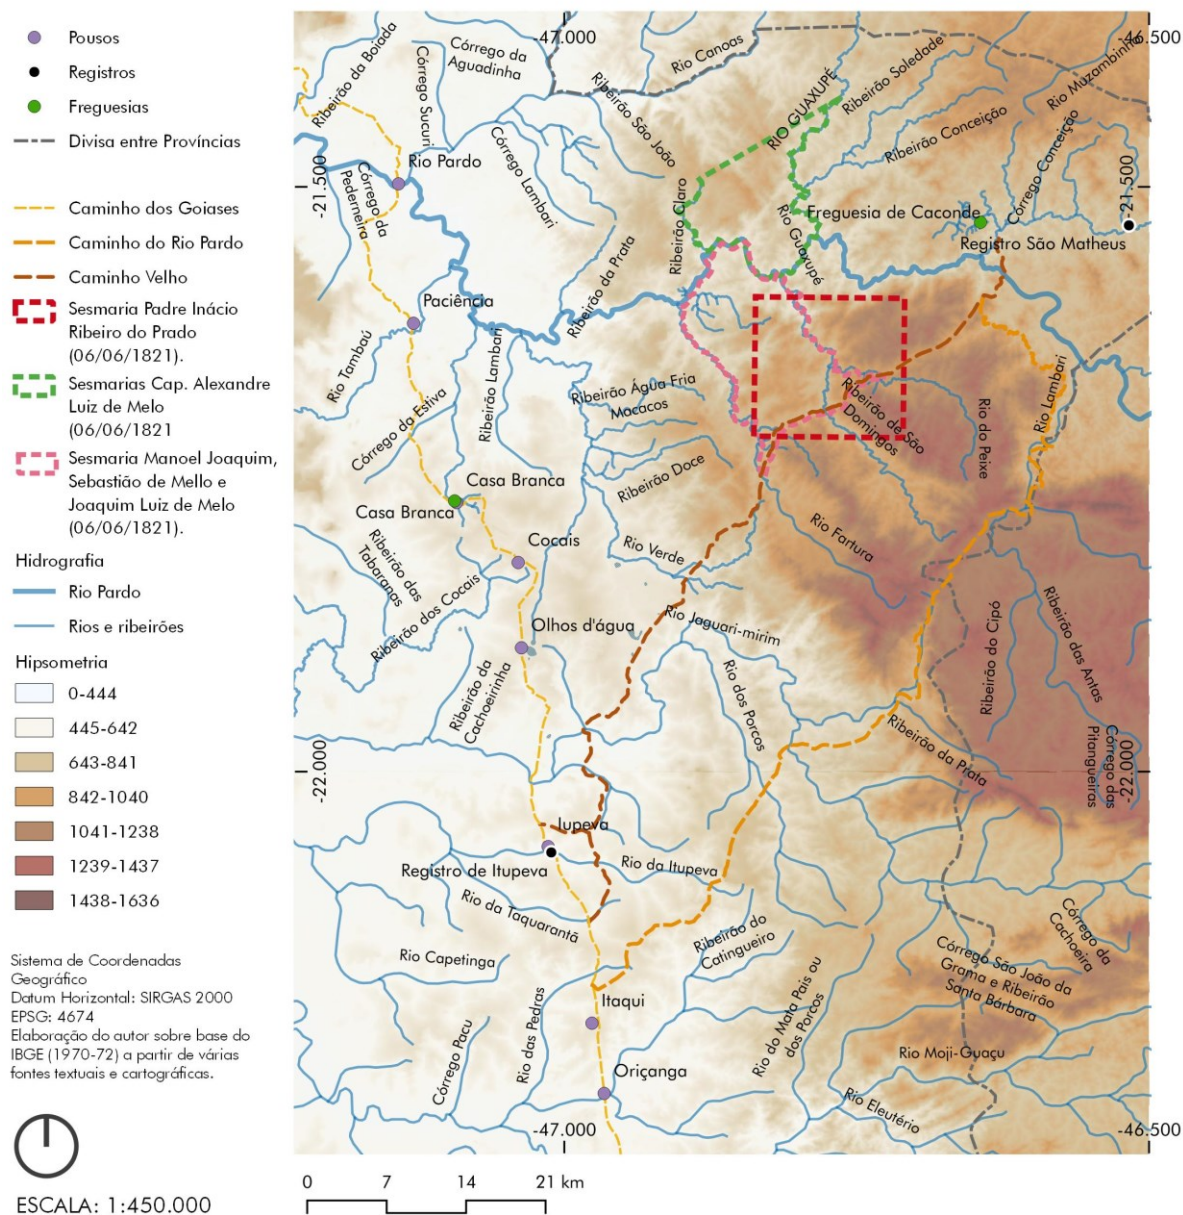 Pousos
Registros
Freguesias
Divisa entre Províncias
Caminho dos Goiases
Caminho do Rio Pardo
Caminho Velho
Sesmaria Padre Inácio
Ribeiro do Prado
(06/06/1821).
Sesmarias Cap. Alexandre
Luiz de Melo
(06/06/1821
Sesmaria Manoel Joaquim,
Sebastião de Mello e
Joaquim Luiz de Melo
(06/06/1821).
Hidrografia
Rio Pardo
Rios e ribeirões
Hipsometria
0-444
445-642
643-841
842-1040
1041-1238
1239-1437
1438-1636
Sistema de Coordenadas
Geográfico
Datum Horizontal: SIRGAS 2000
EPSG: 4674
Elaboração do autor sobre base do
IBGE (1970-72) a partir de várias
fontes textuais e cartográficas.
ESCALA: 1:450.000
0 7 14 21 km
-47.000
-46.500
Ribeirão da Boiada
Córrego Sucuri
Córrego da
Aguadinha
Rio Canoas
Ribeirão Soledade
Rio Muzambinho
Ribeirão São João
RIO GUAXUPÉ
Ribeirão Conceição
Córrego Conceição
-21.500
-21.500
Rio Pardo
Córrego da
Pederneira
Córrego Lambari
Ribeirão Claro
Rio Guaxupé
Freguesia de Caconde
Registro São Matheus
Ribeirão da Prata
Paciência
Rio Tambaú
Ribeirão Lambari
Ribeirão Água Fria
Mocacos
Ribeirão de São
Domingos
Rio do Peixe
Rio Lambari
Córrego da Estiva
Ribeirão Doce
Casa Branca
Casa Branca
Rio Fartura
Cocais
Rio Verde
Ribeirão das
Tabaranas
Ribeirão dos Cocais
Olhos d'água
Rio Jaguari-mirim
Ribeirão do Cipó
Ribeirão das Antas
Ribeirão da
Cachoeirinha
Rio dos Porcos
Ribeirão da Prata
Córrego das
Pitangueiras
-22.000
-22.000
Iupeva
Registro de Itupeva
Rio da Itupeva
Rio da Taquarantã
Ribeirão do
Catingueiro
Córrego da
Cachoeira
Rio Capetinga
Córrego São João da
Grama e Ribeirão
Santa Bárbara
Itaqui
Rio das Pedras
Córrego Pacu
Rio do Mata Pais ou
dos Porcos
Rio Moji-Guaçu
Oriçanga
Rio Eleutério
-47.000
-46.500